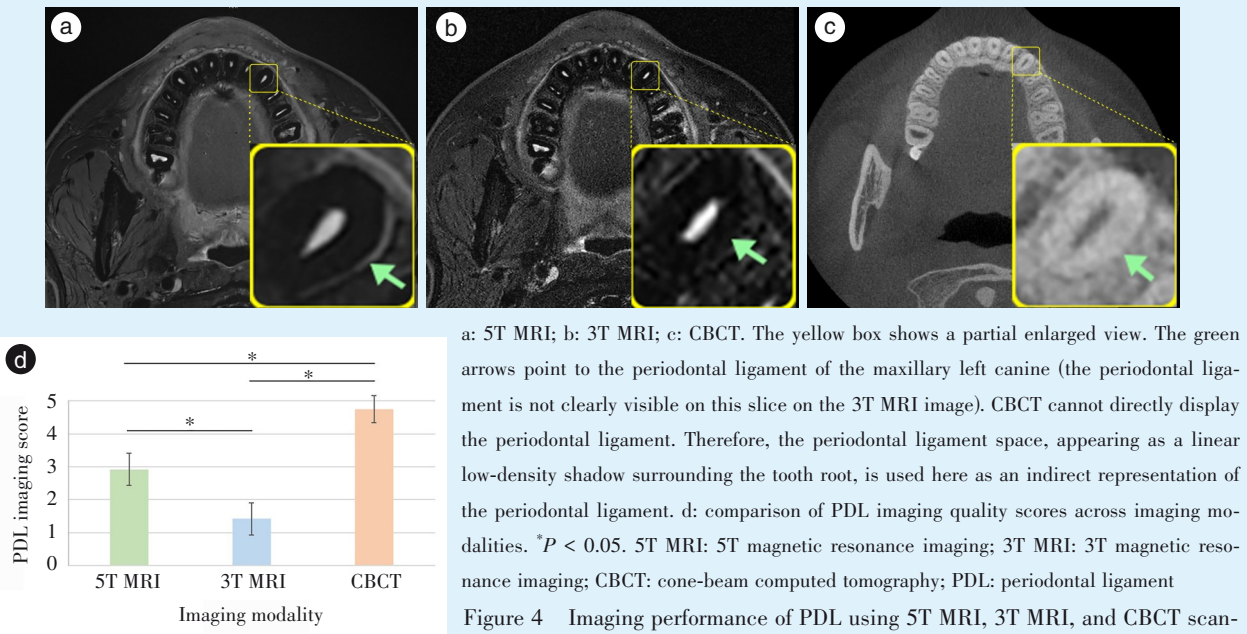 a
b
c
d
PDL imaging score
5
4
3
2
1
0
*
*
*
5T MRI 3T MRI CBCT
Imaging modality
a: 5T MRI; b: 3T MRI; c: CBCT. The yellow box shows a partial enlarged view. The green
arrows point to the periodontal ligament of the maxillary left canine (the periodontal liga-
ment is not clearly visible on this slice on the 3T MRI image). CBCT cannot directly display
the periodontal ligament. Therefore, the periodontal ligament space, appearing as a linear
low-density shadow surrounding the tooth root, is used here as an indirect representation of
the periodontal ligament. d: comparison of PDL imaging quality scores across imaging mo-
dalities. *P < 0.05. 5T MRI: 5T magnetic resonance imaging; 3T MRI: 3T magnetic reso-
nance imaging; CBCT: cone-beam computed tomography; PDL: periodontal ligament
Figure 4 Imaging performance of PDL using 5T MRI, 3T MRI, and CBCT scan-